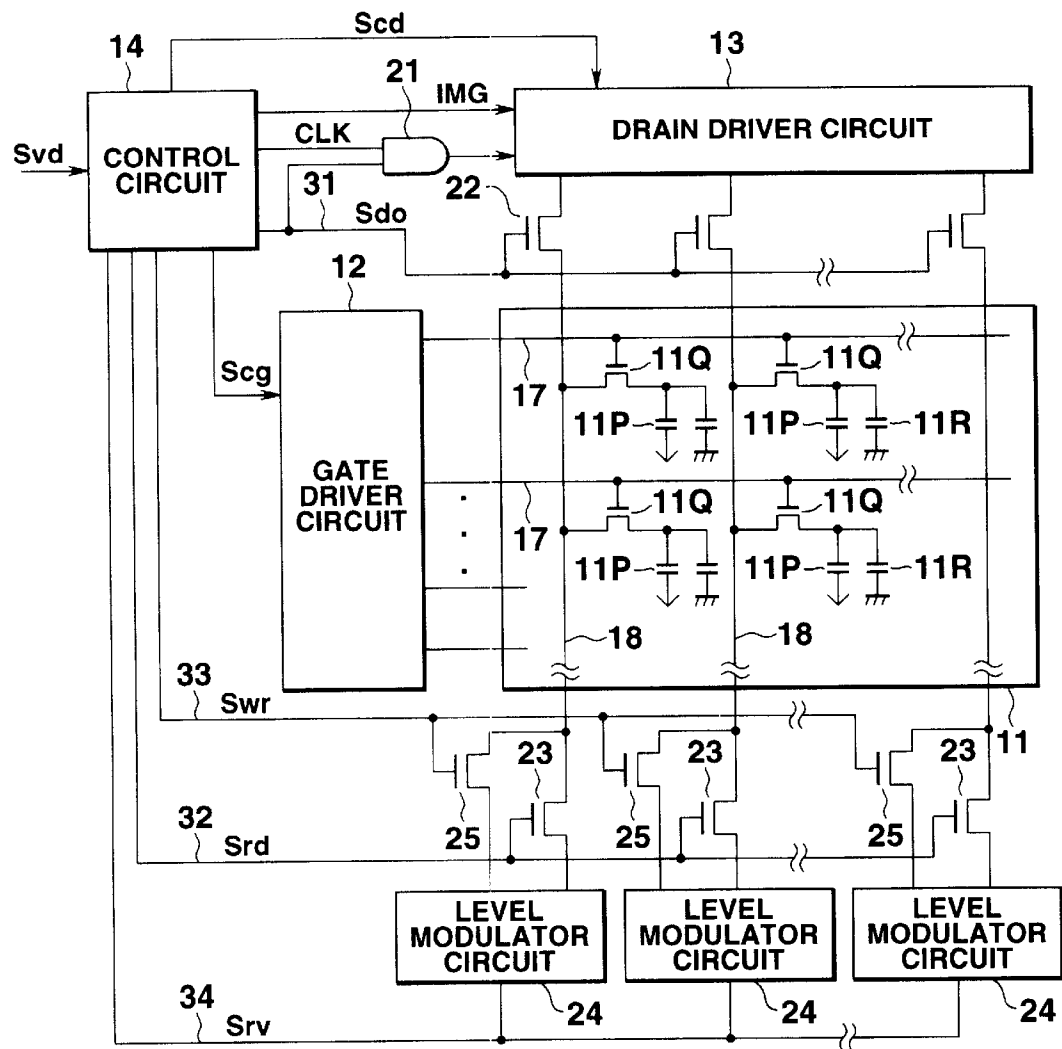 Scd
14
13
21
IMG
CLK
Svd
CONTROL
CIRCUIT
DRAIN DRIVER CIRCUIT
31
Sdo
22
12
Scg
17
11Q
11Q
11P
11P
11R
GATE
DRIVER
CIRCUIT
17
11Q
11Q
11P
11P
11R
18
18
33
Swr
11
23
23
23
25
25
25
32
Srd
LEVEL
MODULATOR
CIRCUIT
LEVEL
MODULATOR
CIRCUIT
LEVEL
MODULATOR
CIRCUIT
34
Srv
24
24
24